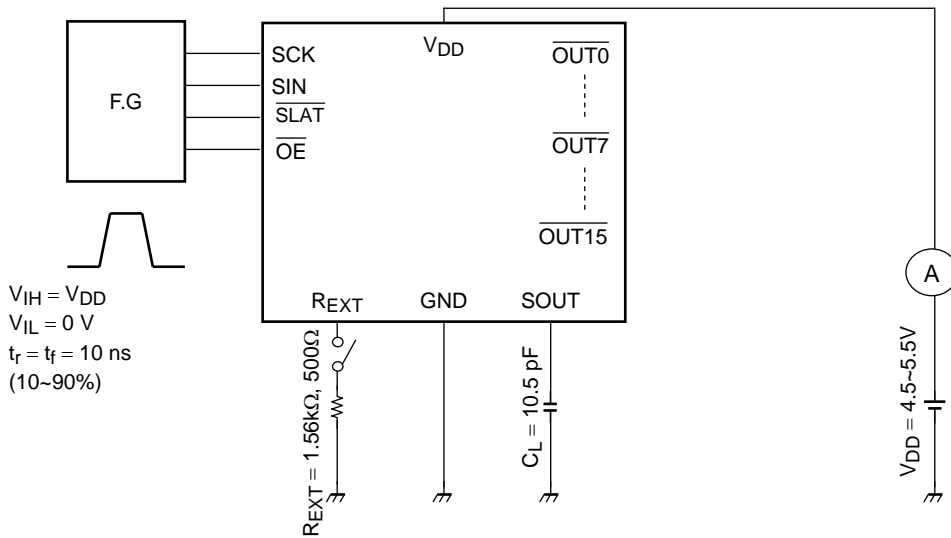 F.G
SCK
SIN
SLAT
OE
VDD
OUT0
OUT7
OUT15
REXT
GND
SOUT
A
VIH = VDD
VIL = 0 V
tr = tf = 10 ns
(10~90%)
REXT = 1.56kΩ, 500Ω
CL = 10.5 pF
VDD = 4.5~5.5V